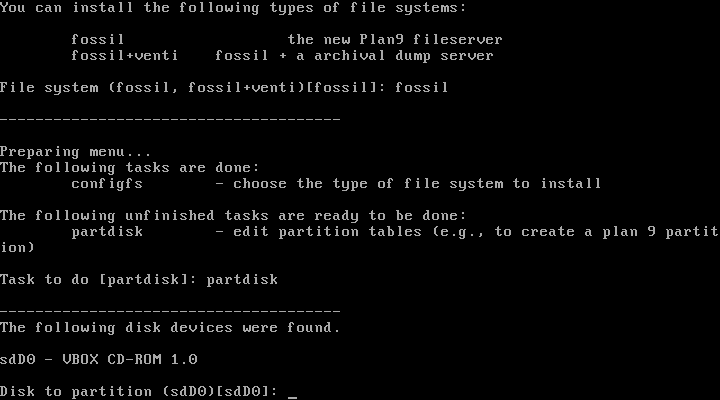 You can install the following types of file systems:
fossil the new Plan9 fileserver
fossil+venti fossil + a archival dump server
File system (fossil, fossil+venti)[fossil]: fossil
--------------------------------------
Preparing menu...
The following tasks are done:
configfs - choose the type of file system to install
The following unfinished tasks are ready to be done:
partdisk - edit partition tables (e.g., to create a plan 9 partit
ion)
Task to do [partdisk]: partdisk
--------------------------------------
The following disk devices were found.
sdD0 - VBOX CD-ROM 1.0
Disk to partition (sdD0)[sdD0]: _